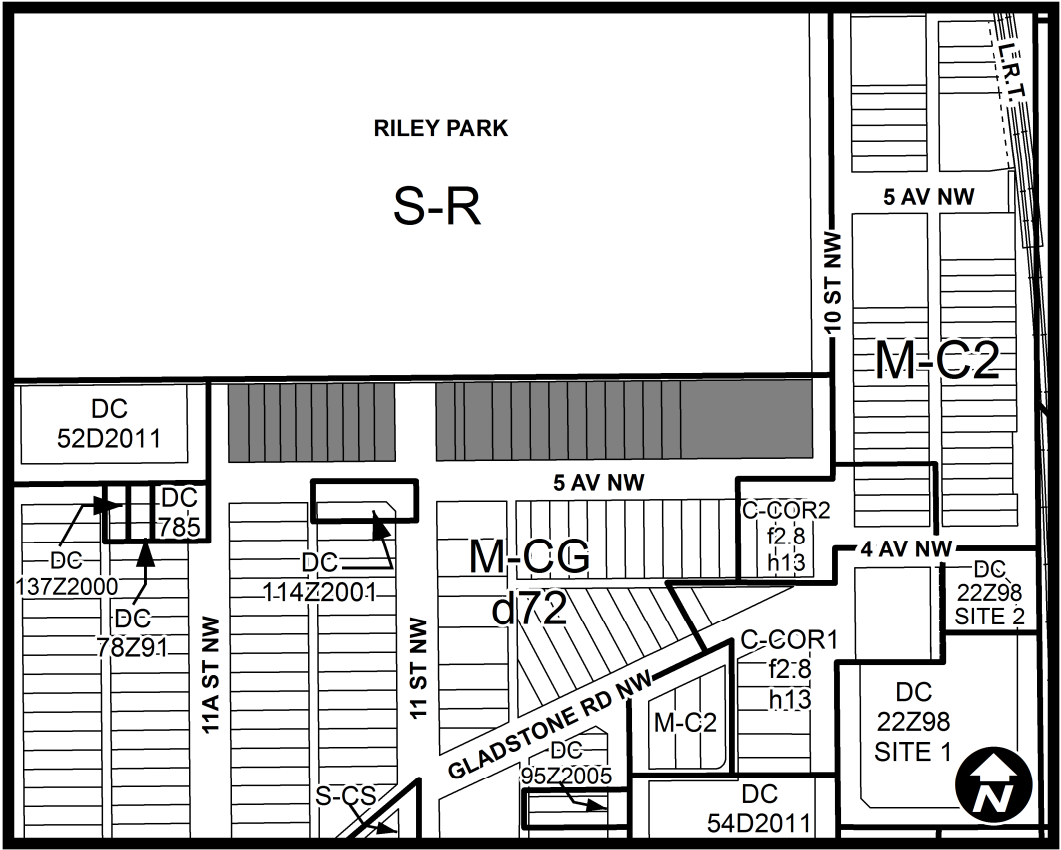 RILEY PARK
S-R
L.R.T.
5 AV NW
10 ST NW
M-C2
DC
52D2011
5 AV NW
DC
785
C-COR2
f2.8
h13
DC
137Z2000
DC
114Z2001
M-CG
d72
4 AV NW
DC
22Z98
SITE 2
DC
78Z91
11A ST NW
11 ST NW
C-COR1
f2.8
h13
GLADSTONE RD NW
M-C2
DC
22Z98
SITE 1
DC
95Z2005
S-CS
DC
54D2011
N